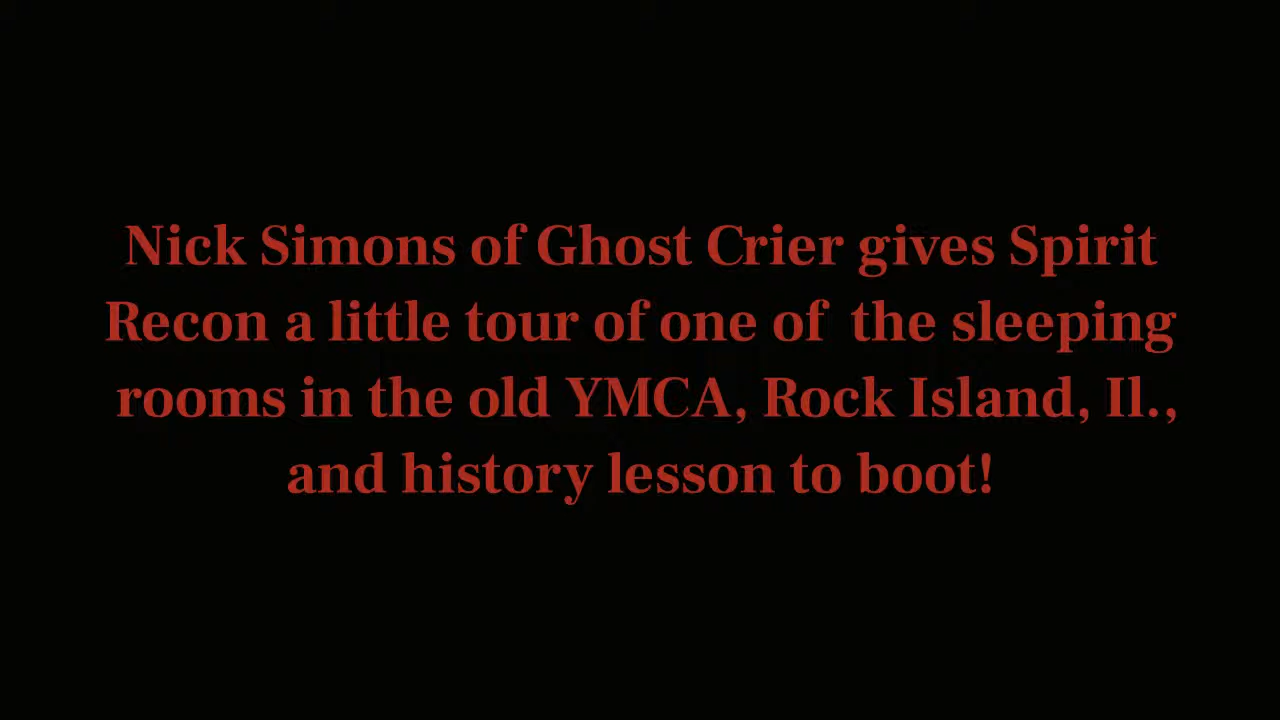 Nick Simons of Ghost Crier gives Spirit
Recon a little tour of one of  the sleeping
rooms in the old YMCA, Rock Island, Il.,
and history lesson to boot!